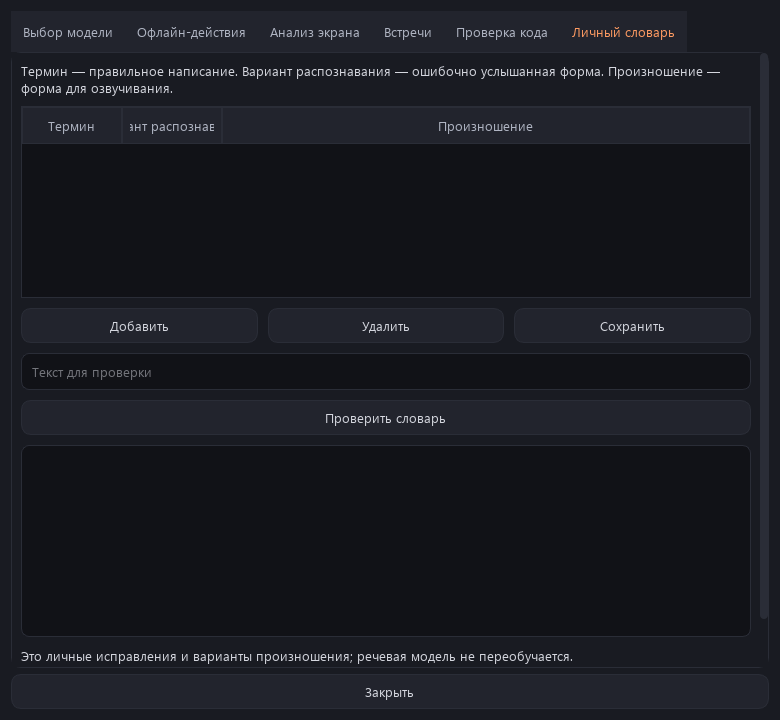 Выбор модели Офлайн-действия Анализ экрана Встречи Проверка кода Личный словарь
Термин — правильное написание. Вариант распознавания — ошибочно услышанная форма. Произношение —
форма для озвучивания.
Термин ант распознав Произношение
Добавить Удалить Сохранить
Текст для проверки
Проверить словарь
Это личные исправления и варианты произношения; речевая модель не переобучается.
Закрыть